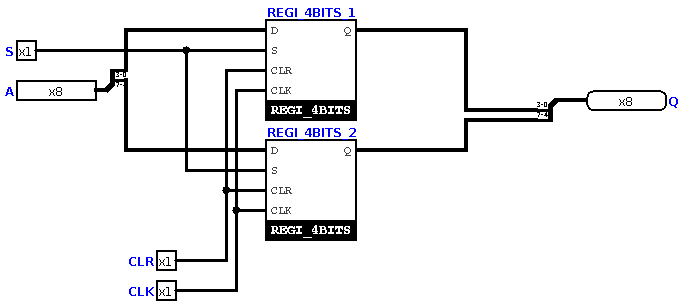 REGI_4BITS_1
D Q
S x1 S
3-0 CLR
A x8
7-4 CLK
REGI_4BITS
3-0
x8 Q
7-4
REGI_4BITS_2
D Q
S
CLR
CLK
REGI_4BITS
CLR x1
CLK x1